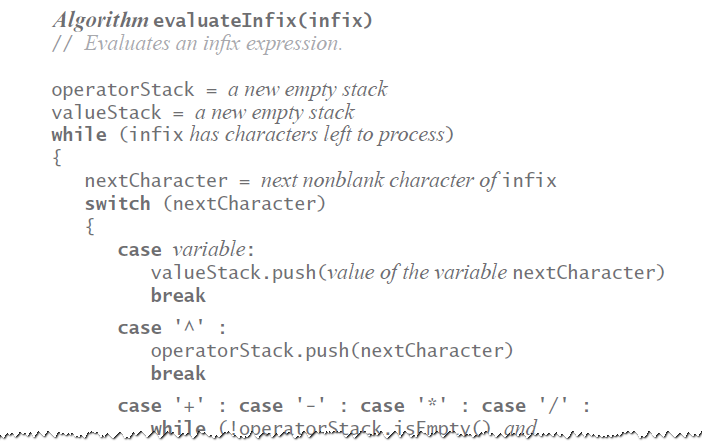 Algorithm evaluateInfix(infix)
// Evaluates an infix expression.
operatorStack = a new empty stack
valueStack = a new empty stack
while (infix has characters left to process)
{
nextCharacter = next nonblank character of infix
switch (nextCharacter)
{
case variable:
valueStack.push(value of the variable nextCharacter)
break
case '^' :
operatorStack.push(nextCharacter)
break
case '+' : case '-' : case '*' : case '/' :
while (!operatorStack.isEmpty() and